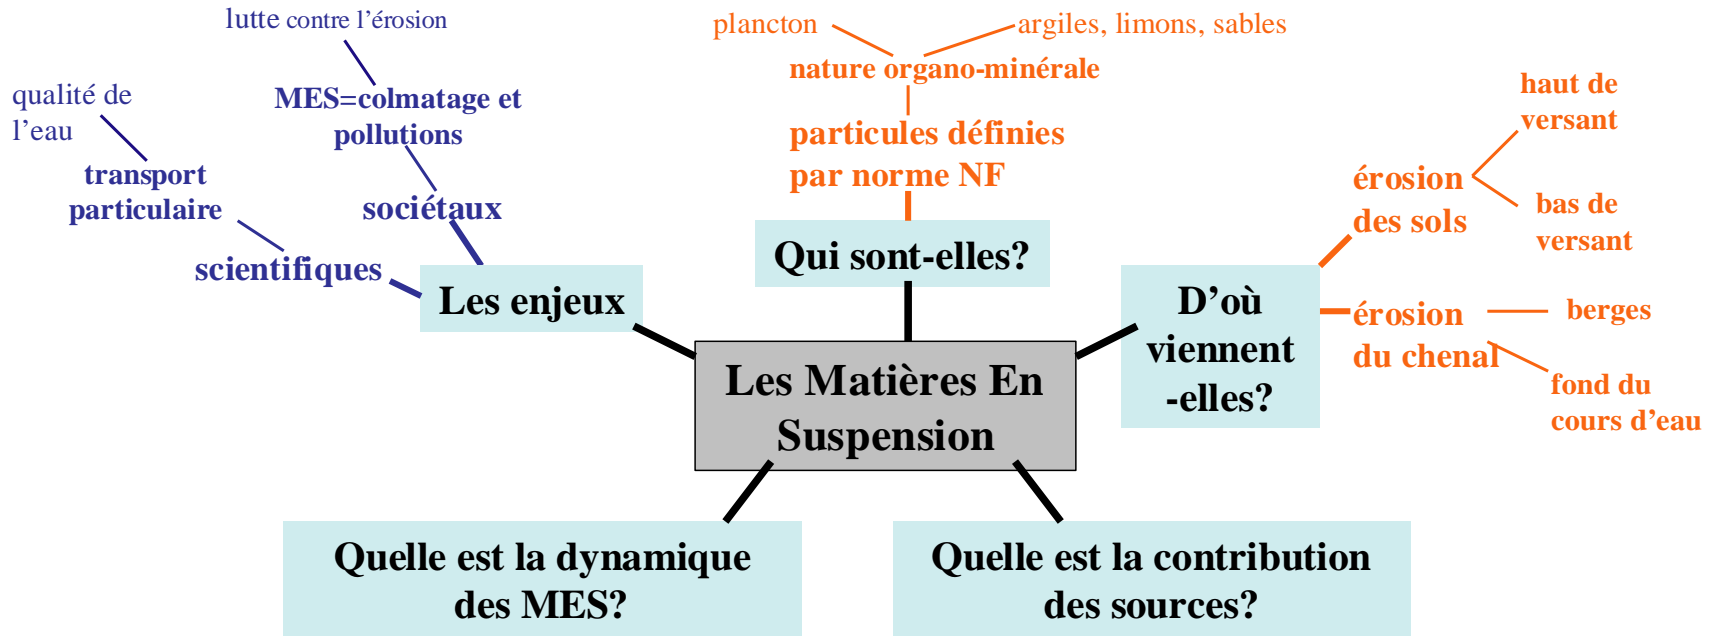 lutte contre l’érosion
plancton
argiles, limons, sables
nature organo-minérale
qualité de
l’eau
MES=colmatage et
pollutions
haut de
versant
particules définies
par norme NF
transport
particulaire
sociétaux
érosion
des sols
bas de
versant
Qui sont-elles?
scientifiques
Les enjeux
D’où
viennent
-elles?
érosion
du chenal
berges
fond du
cours d’eau
Les Matières En
Suspension
Quelle est la dynamique
des MES?
Quelle est la contribution
des sources?